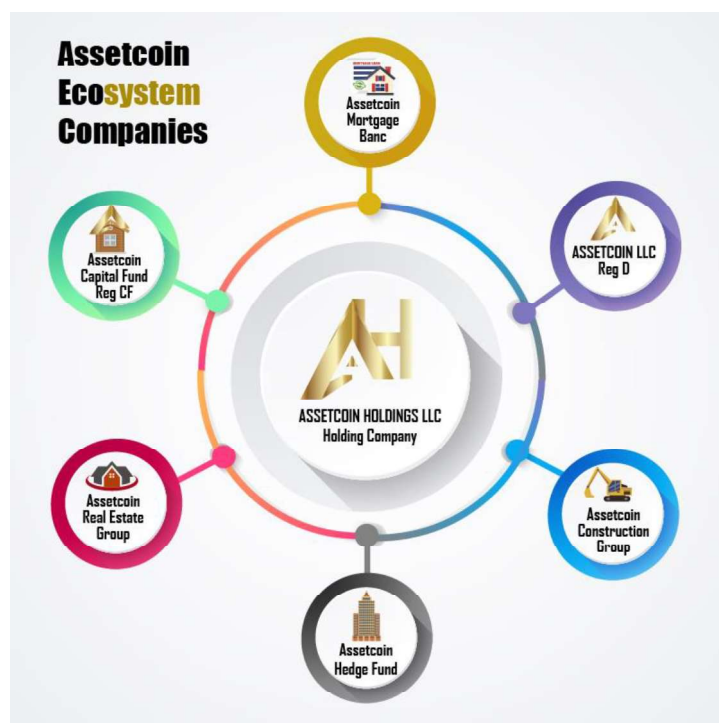 Assetcoin
Ecosystem
Companies
Assetcoin
Mortgage
Banc
Assetcoin
Capital Fund
Reg CF
ASSETCOIN LLC
Reg D
AH
ASSETCOIN HOLDINGS LLC
Holding Company
Assetcoin
Real Estate
Group
Assetcoin
Construction
Group
Assetcoin
Hedge Fund